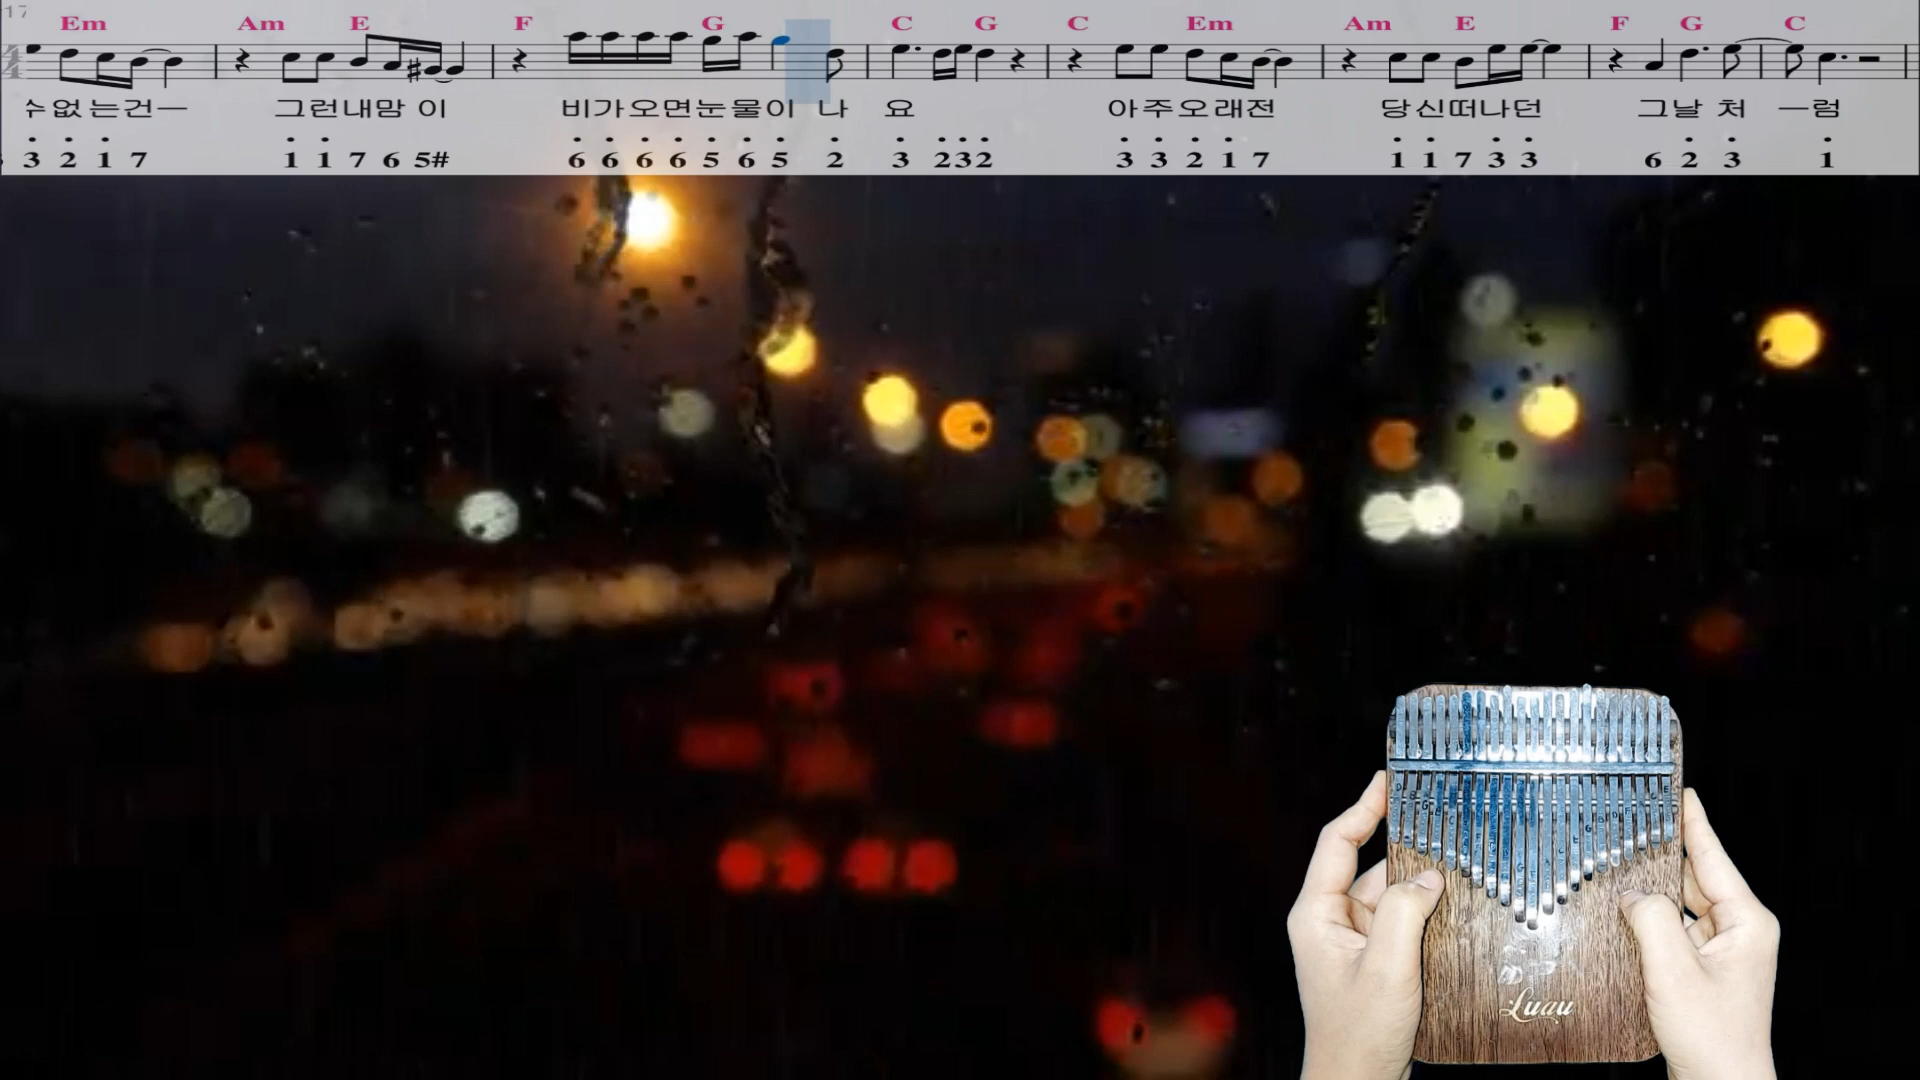 17
Em Am E F G C G C Em Am E F G C
수없는건ㅡ 그런내망 이 비가오면눈물이 나 요 아주오래전 당신떠나던 그날 처 ㅡ럼
3 2 1 7 1 1 7 6 5# 6 6 6 6 5 6 5 2 3 232 3 3 2 1 7 1 1 7 3 3 6 2 3 1
Luau